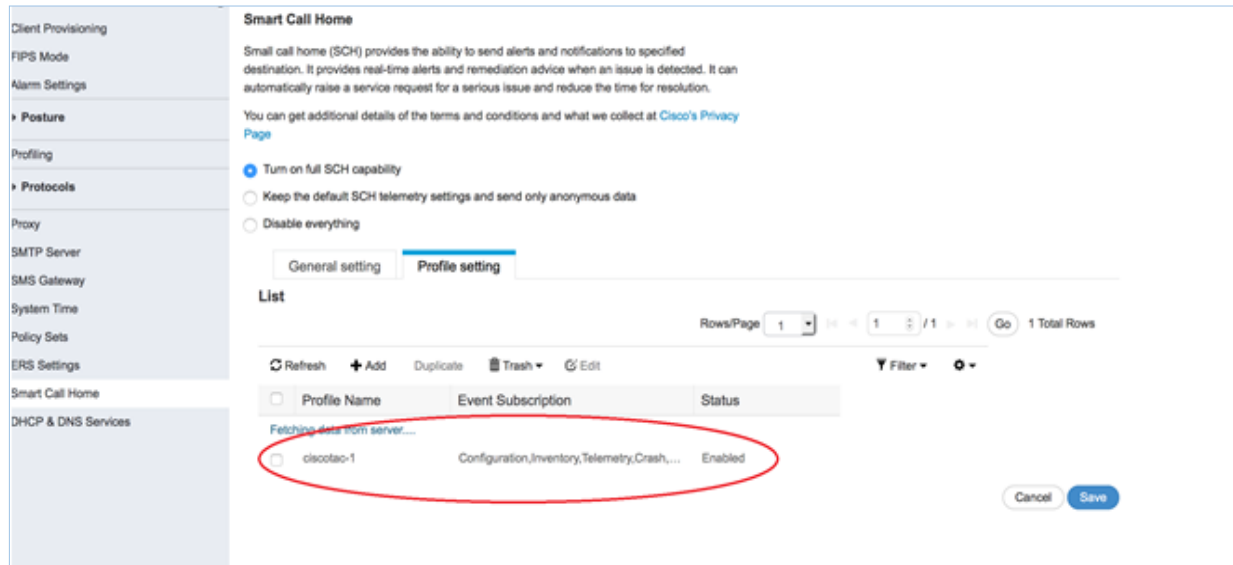 Client Provisioning
FIPS Mode
Alarm Settings
Posture
Profiling
Protocols
Proxy
SMTP Server
SMS Gateway
System Time
Policy Sets
ERS Settings
Smart Call Home
DHCP & DNS Services
Smart Call Home
Small call home (SCH) provides the ability to send alerts and notifications to specified
destination. It provides real-time alerts and remediation advice when an issue is detected. It can
automatically raise a service request for a serious issue and reduce the time for resolution.
You can get additional details of the terms and conditions and what we collect at Cisco's Privacy
Page
Turn on full SCH capability
Keep the default SCH telemetry settings and send only anonymous data
Disable everything
General setting Profile setting
List
Rows/Page 1 1 / 1 Go 1 Total Rows
Refresh Add Duplicate Trash Edit Filter
Profile Name Event Subscription Status
Fetching data from server....
ciscotac-1 Configuration,Inventory,Telemetry,Crash,... Enabled
Cancel Save